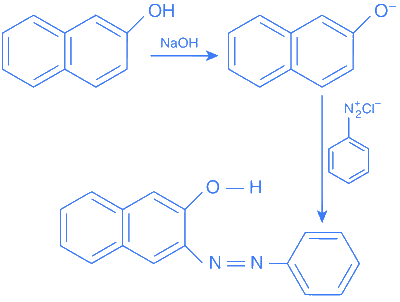 OH
NaOH
O⁻
N₂⁺Cl⁻
O — H
N = N